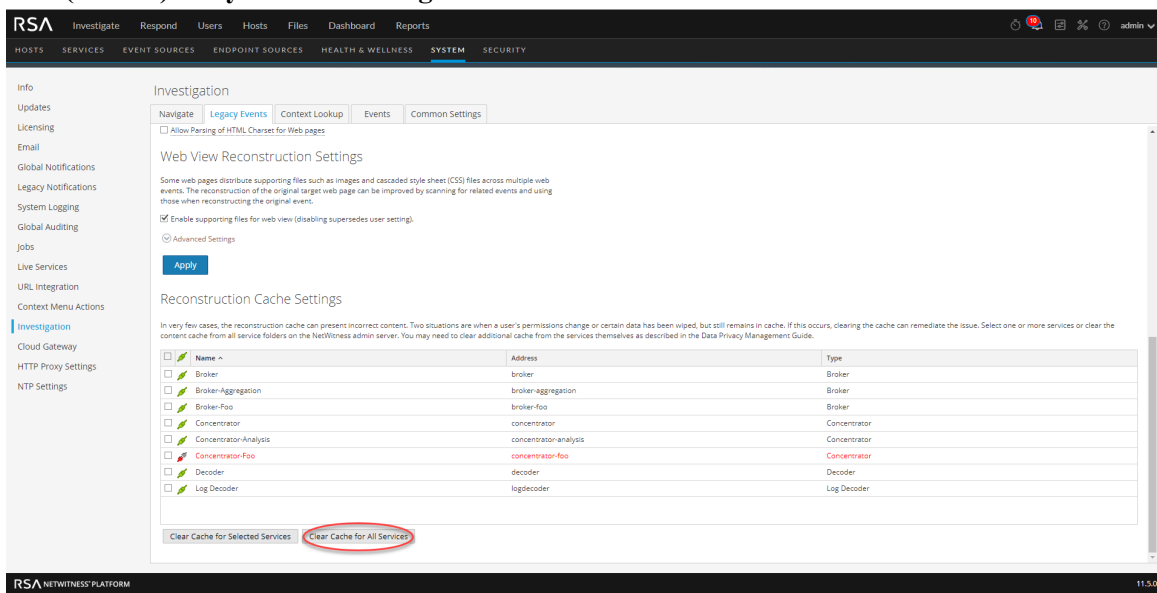 RSA Investigate Respond Users Hosts Files Dashboard Reports 10 admin
HOSTS SERVICES EVENT SOURCES ENDPOINT SOURCES HEALTH & WELLNESS SYSTEM SECURITY
Info
Updates
Licensing
Email
Global Notifications
Legacy Notifications
System Logging
Global Auditing
Jobs
Live Services
URL Integration
Context Menu Actions
Investigation
Cloud Gateway
HTTP Proxy Settings
NTP Settings
Investigation
Navigate Legacy Events Context Lookup Events Common Settings
Allow Parsing of HTML Charset for Web pages
Web View Reconstruction Settings
Some web pages distribute supporting files such as images and cascaded style sheet (CSS) files across multiple web
events. The reconstruction of the original target web page can be improved by scanning for related events and using
those when reconstructing the original event.
Enable supporting files for web view (disabling supersedes user setting).
Advanced Settings
Apply
Reconstruction Cache Settings
In very few cases, the reconstruction cache can present incorrect content. Two situations are when a user's permissions change or certain data has been wiped, but still remains in cache. If this occurs, clearing the cache can remediate the issue. Select one or more services or clear the
content cache from all service folders on the NetWitness admin server. You may need to clear additional cache from the services themselves as described in the Data Privacy Management Guide.
Name Address Type
Broker broker Broker
Broker-Aggregation broker-aggregation Broker
Broker-Foo broker-foo Broker
Concentrator concentrator Concentrator
Concentrator-Analysis concentrator-analysis Concentrator
Concentrator-Foo concentrator-foo Concentrator
Decoder decoder Decoder
Log Decoder logdecoder Log Decoder
Clear Cache for Selected Services Clear Cache for All Services
RSA NETWITNESS PLATFORM 11.5.0